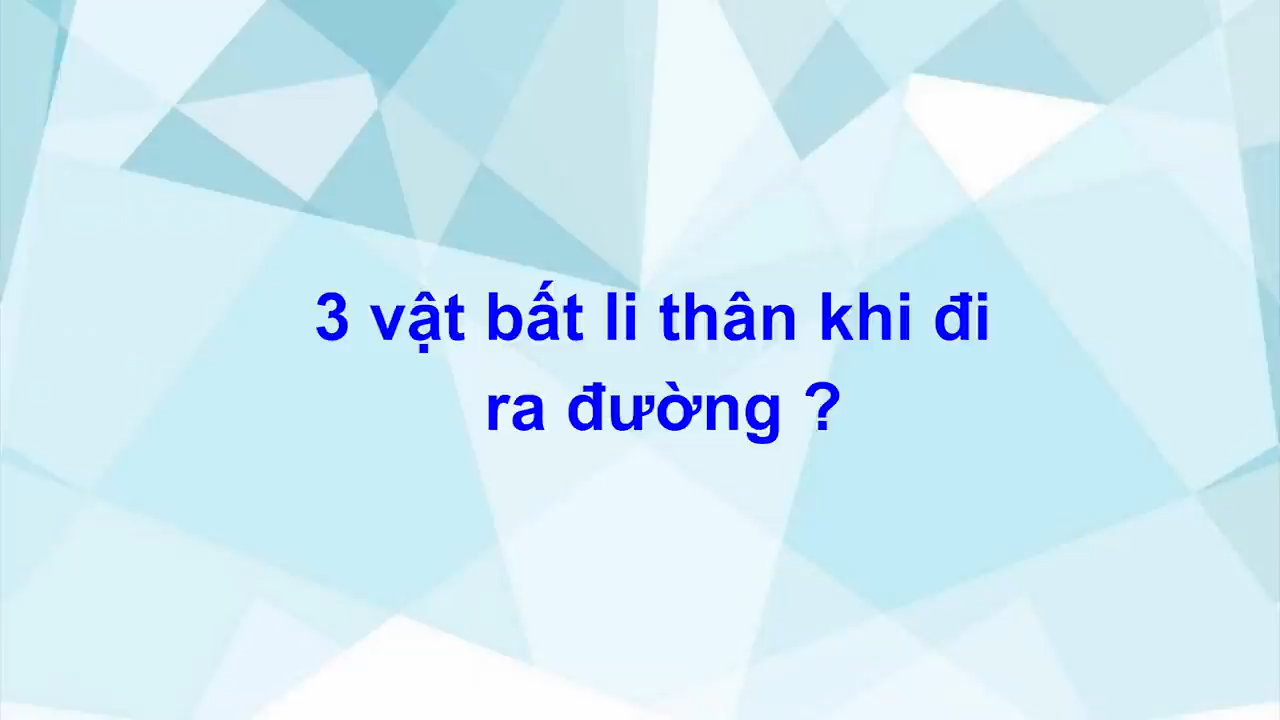 3 vật bất li thân khi đi
ra đường ?